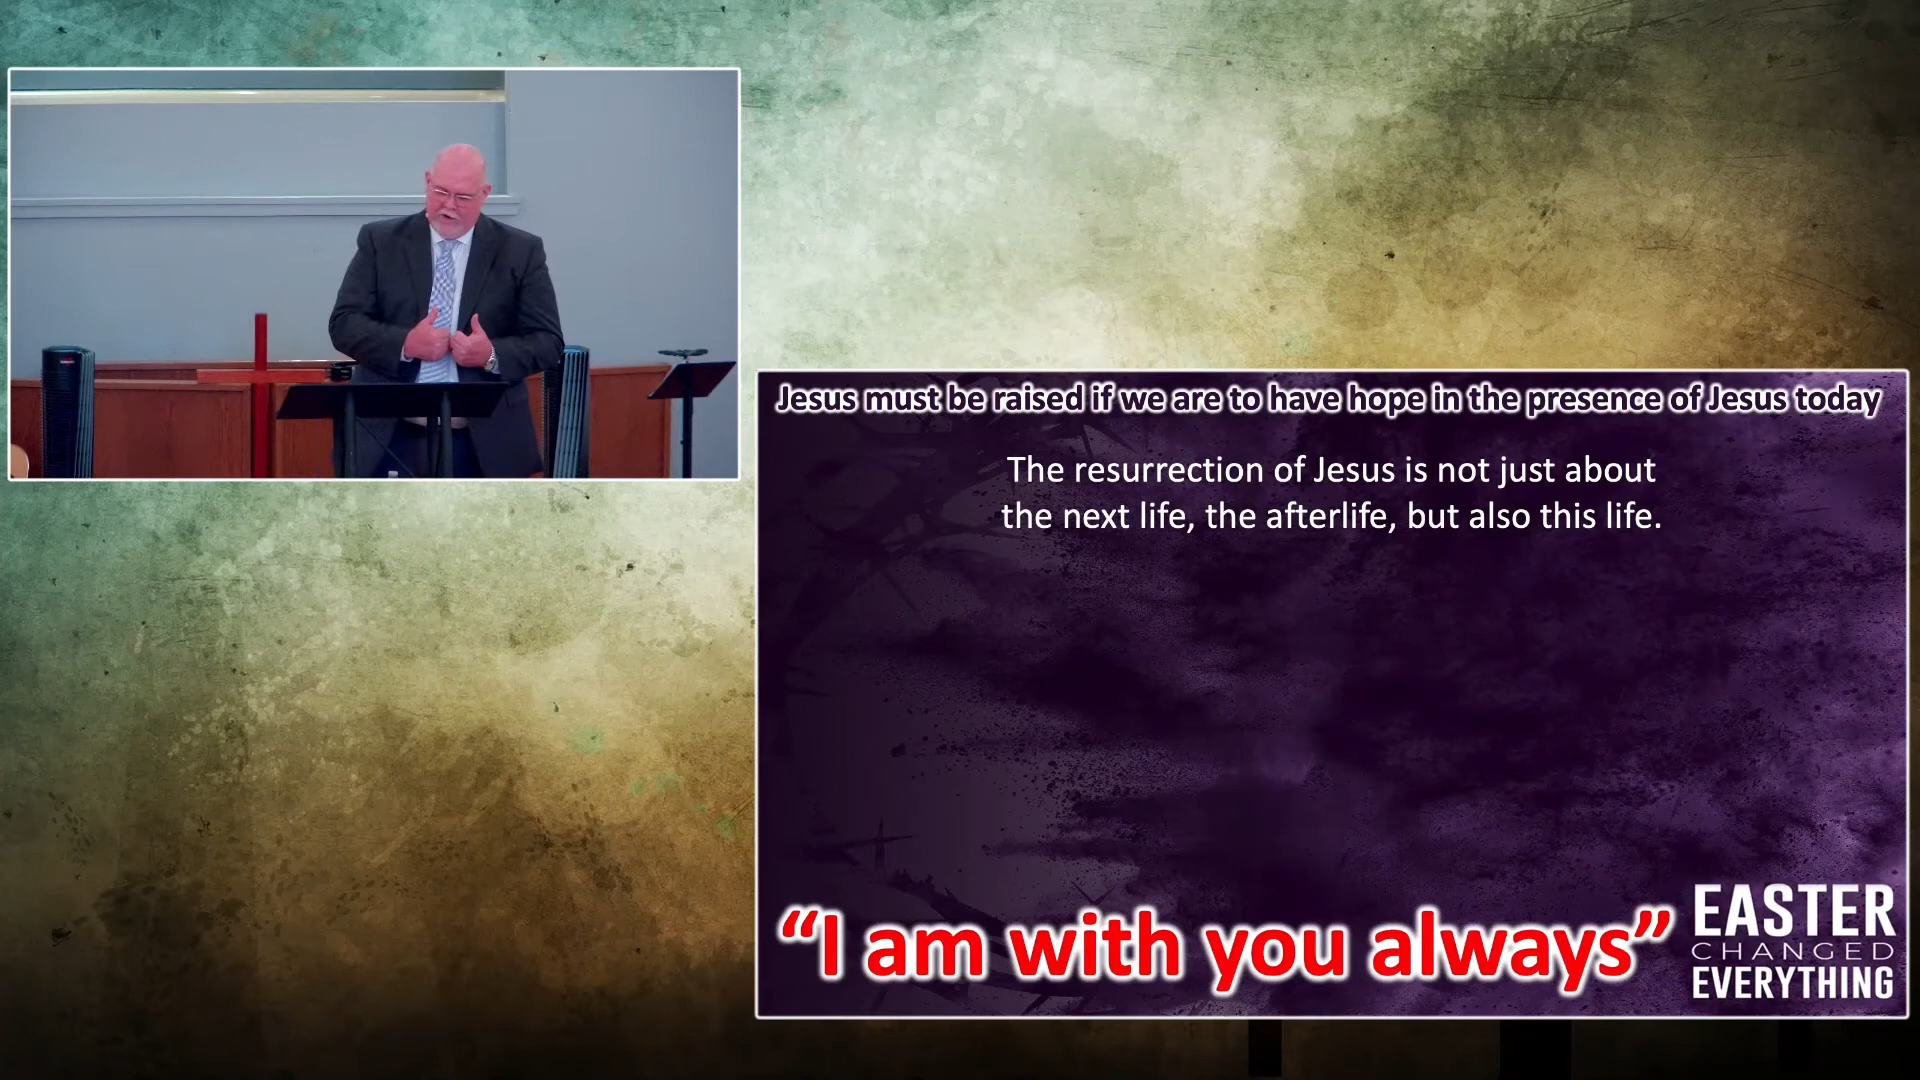 Jesus must be raised if we are to have hope in the presence of Jesus today
The resurrection of Jesus is not just about
the next life, the afterlife, but also this life.
“I am with you always”
EASTER
CHANGED
EVERYTHING